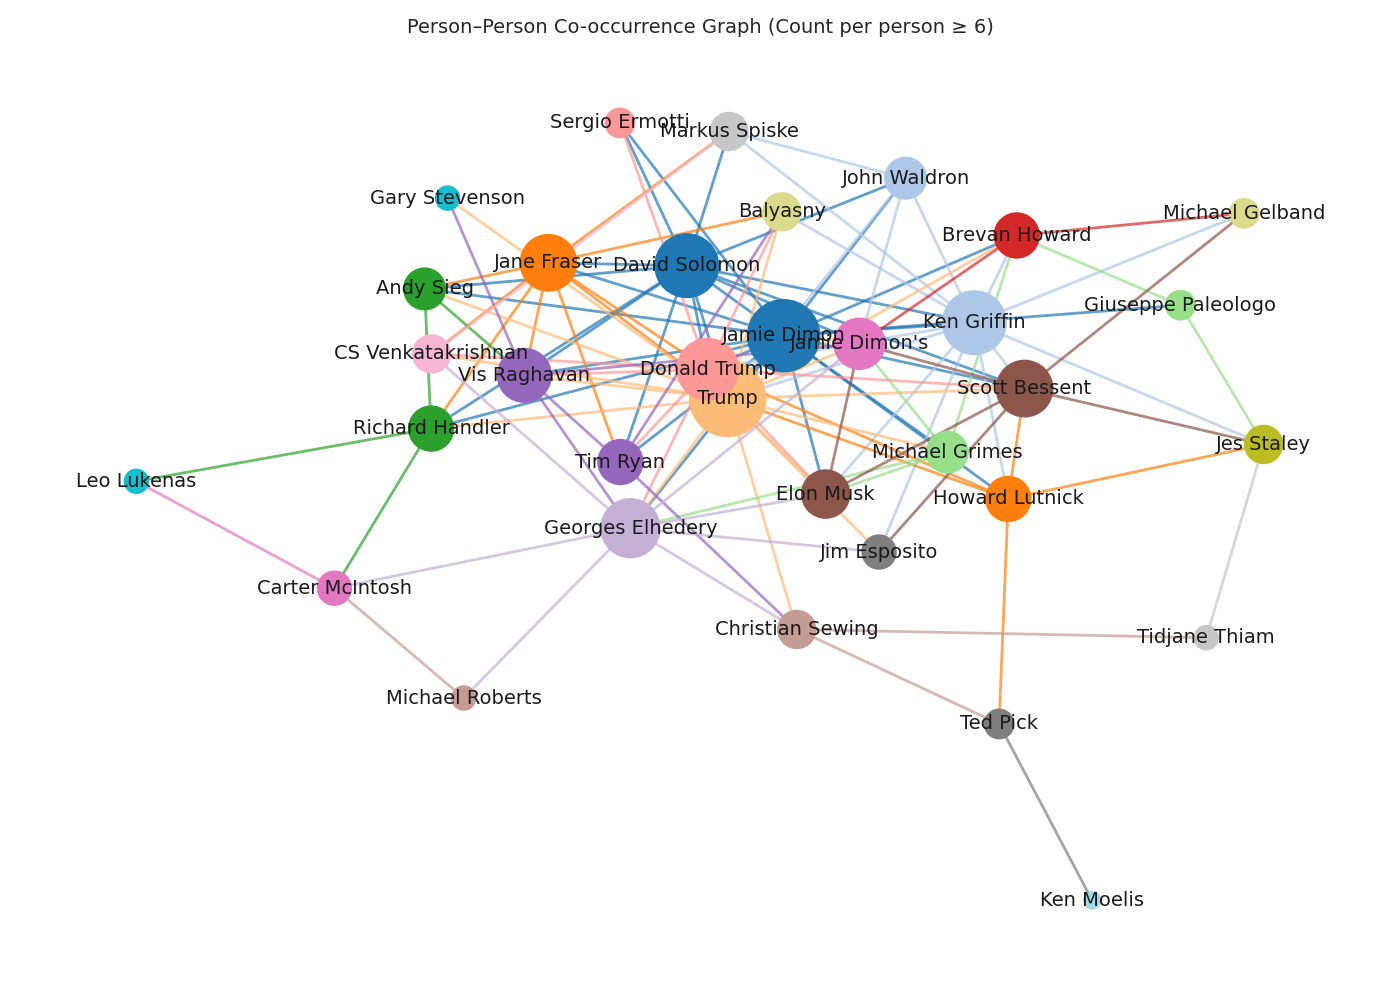 Person–Person Co-occurrence Graph (Count per person ≥ 6)
Sergio Ermotti
Markus Spiske
John Waldron
Gary Stevenson
Balyasny
Michael Gelband
Brevan Howard
Jane Fraser
David Solomon
Andy Sieg
Giuseppe Paleologo
Ken Griffin
Jamie Dimon
Jamie Dimon's
CS Venkatakrishnan
Donald Trump
Vis Raghavan
Scott Bessent
Trump
Richard Handler
Jes Staley
Michael Grimes
Tim Ryan
Leo Lukenas
Elon Musk
Howard Lutnick
Georges Elhedery
Jim Esposito
Carter McIntosh
Christian Sewing
Tidjane Thiam
Michael Roberts
Ted Pick
Ken Moelis